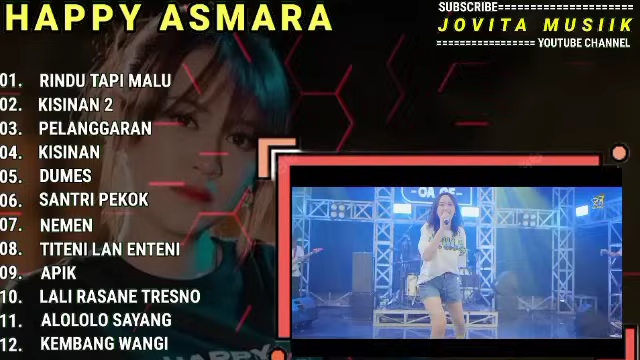 HAPPY ASMARA
SUBSCRIBE====================
JOVITA MUSIIK
================ YOUTUBE CHANNEL
01. RINDU TAPI MALU
02. KISINAN 2
03. PELANGGARAN
04. KISINAN
05. DUMES
06. SANTRI PEKOK
07. NEMEN
08. TITENI LAN ENTENI
09. APIK
10. LALI RASANE TRESNO
11. ALOLOLO SAYANG
12. KEMBANG WANGI
HAPPY